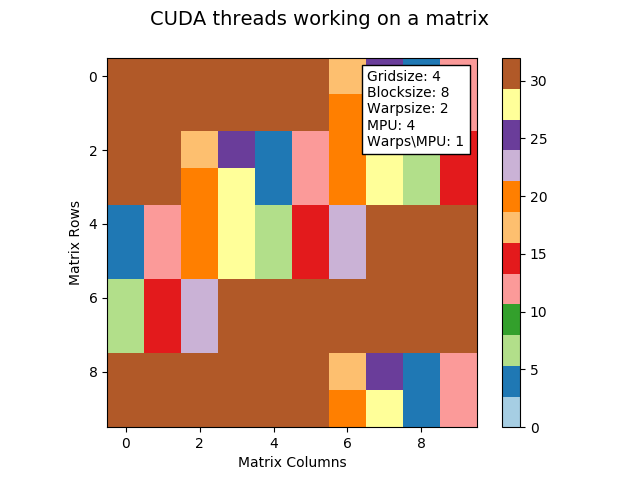 CUDA threads working on a matrix
Gridsize: 4
Blocksize: 8
Warpsize: 2
MPU: 4
Warps\MPU: 1
Matrix Rows
0
2
4
6
8
0 2 4 6 8
Matrix Columns
30
25
20
15
10
5
0